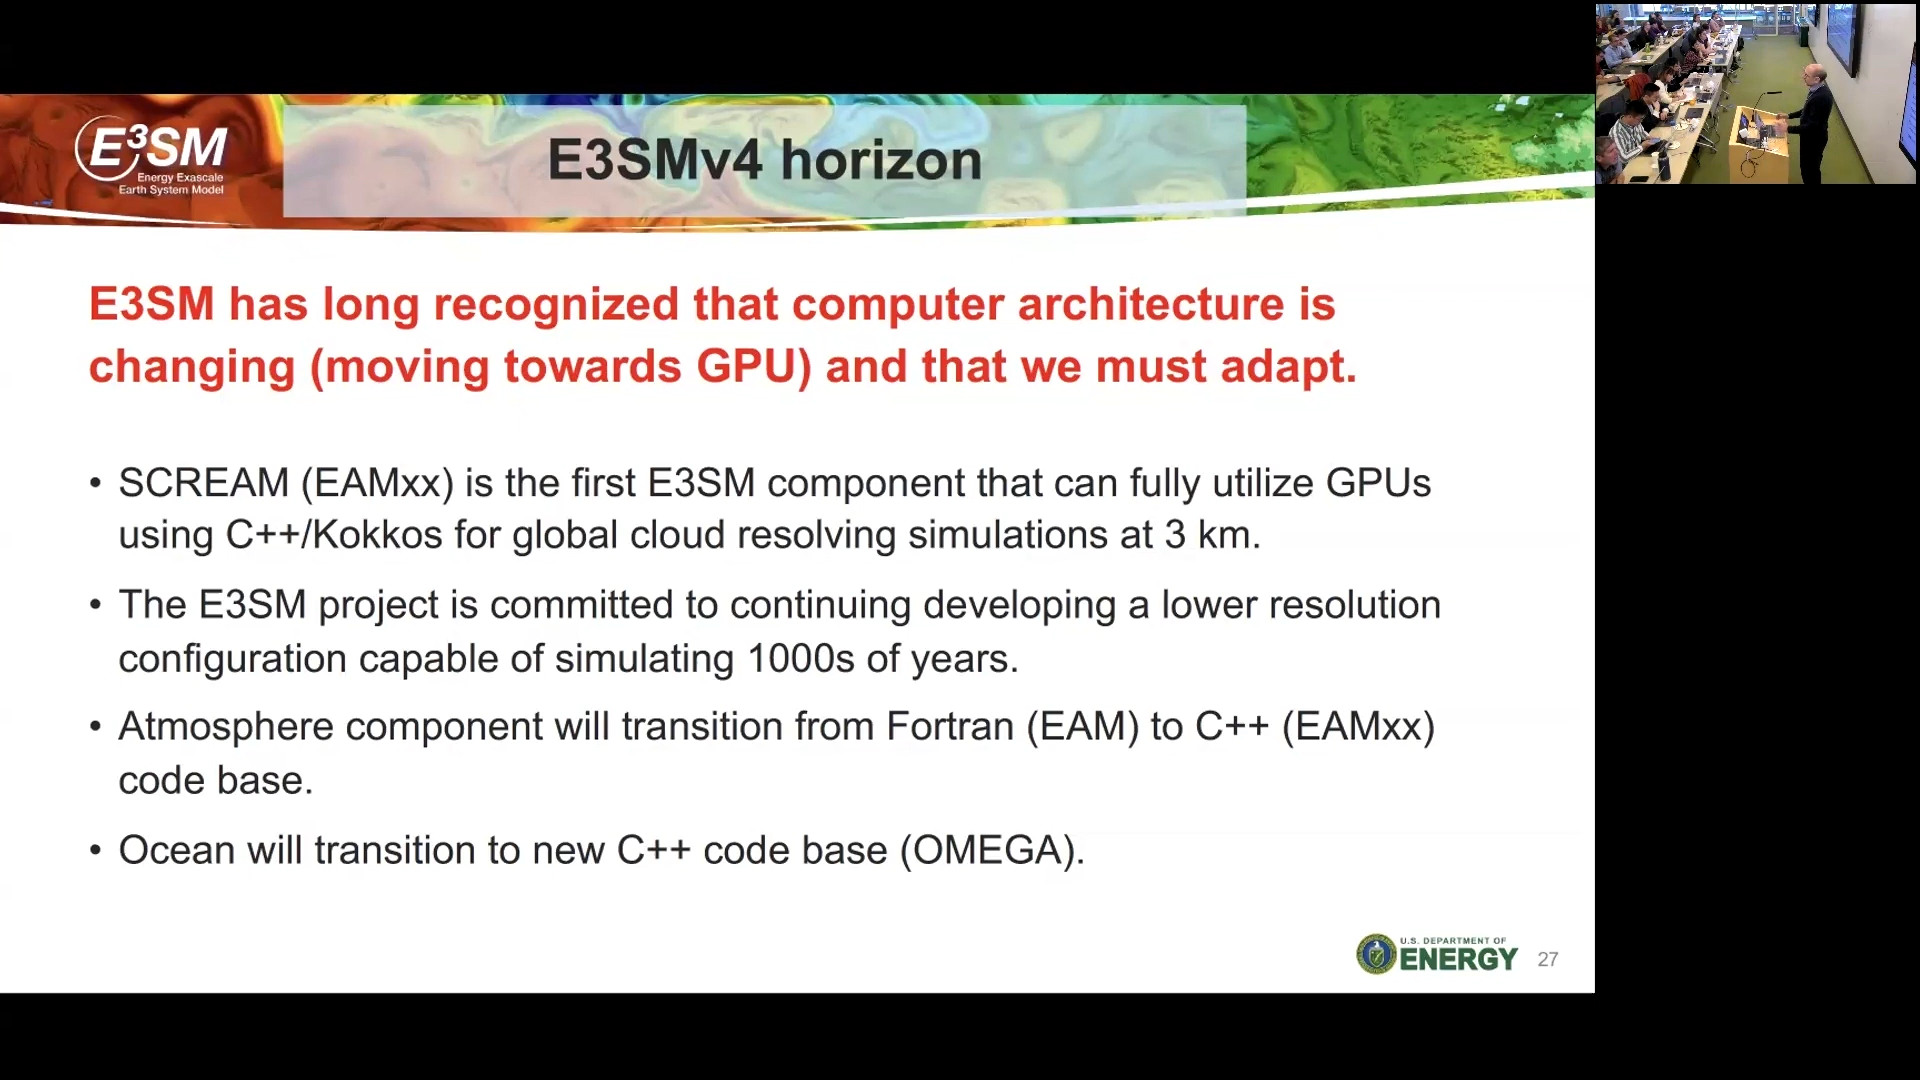 E3SM
Energy Exascale
Earth System Model
E3SMv4 horizon
E3SM has long recognized that computer architecture is
changing (moving towards GPU) and that we must adapt.
• SCREAM (EAMxx) is the first E3SM component that can fully utilize GPUs
using C++/Kokkos for global cloud resolving simulations at 3 km.
• The E3SM project is committed to continuing developing a lower resolution
configuration capable of simulating 1000s of years.
• Atmosphere component will transition from Fortran (EAM) to C++ (EAMxx)
code base.
• Ocean will transition to new C++ code base (OMEGA).
U.S. DEPARTMENT OF
ENERGY
27